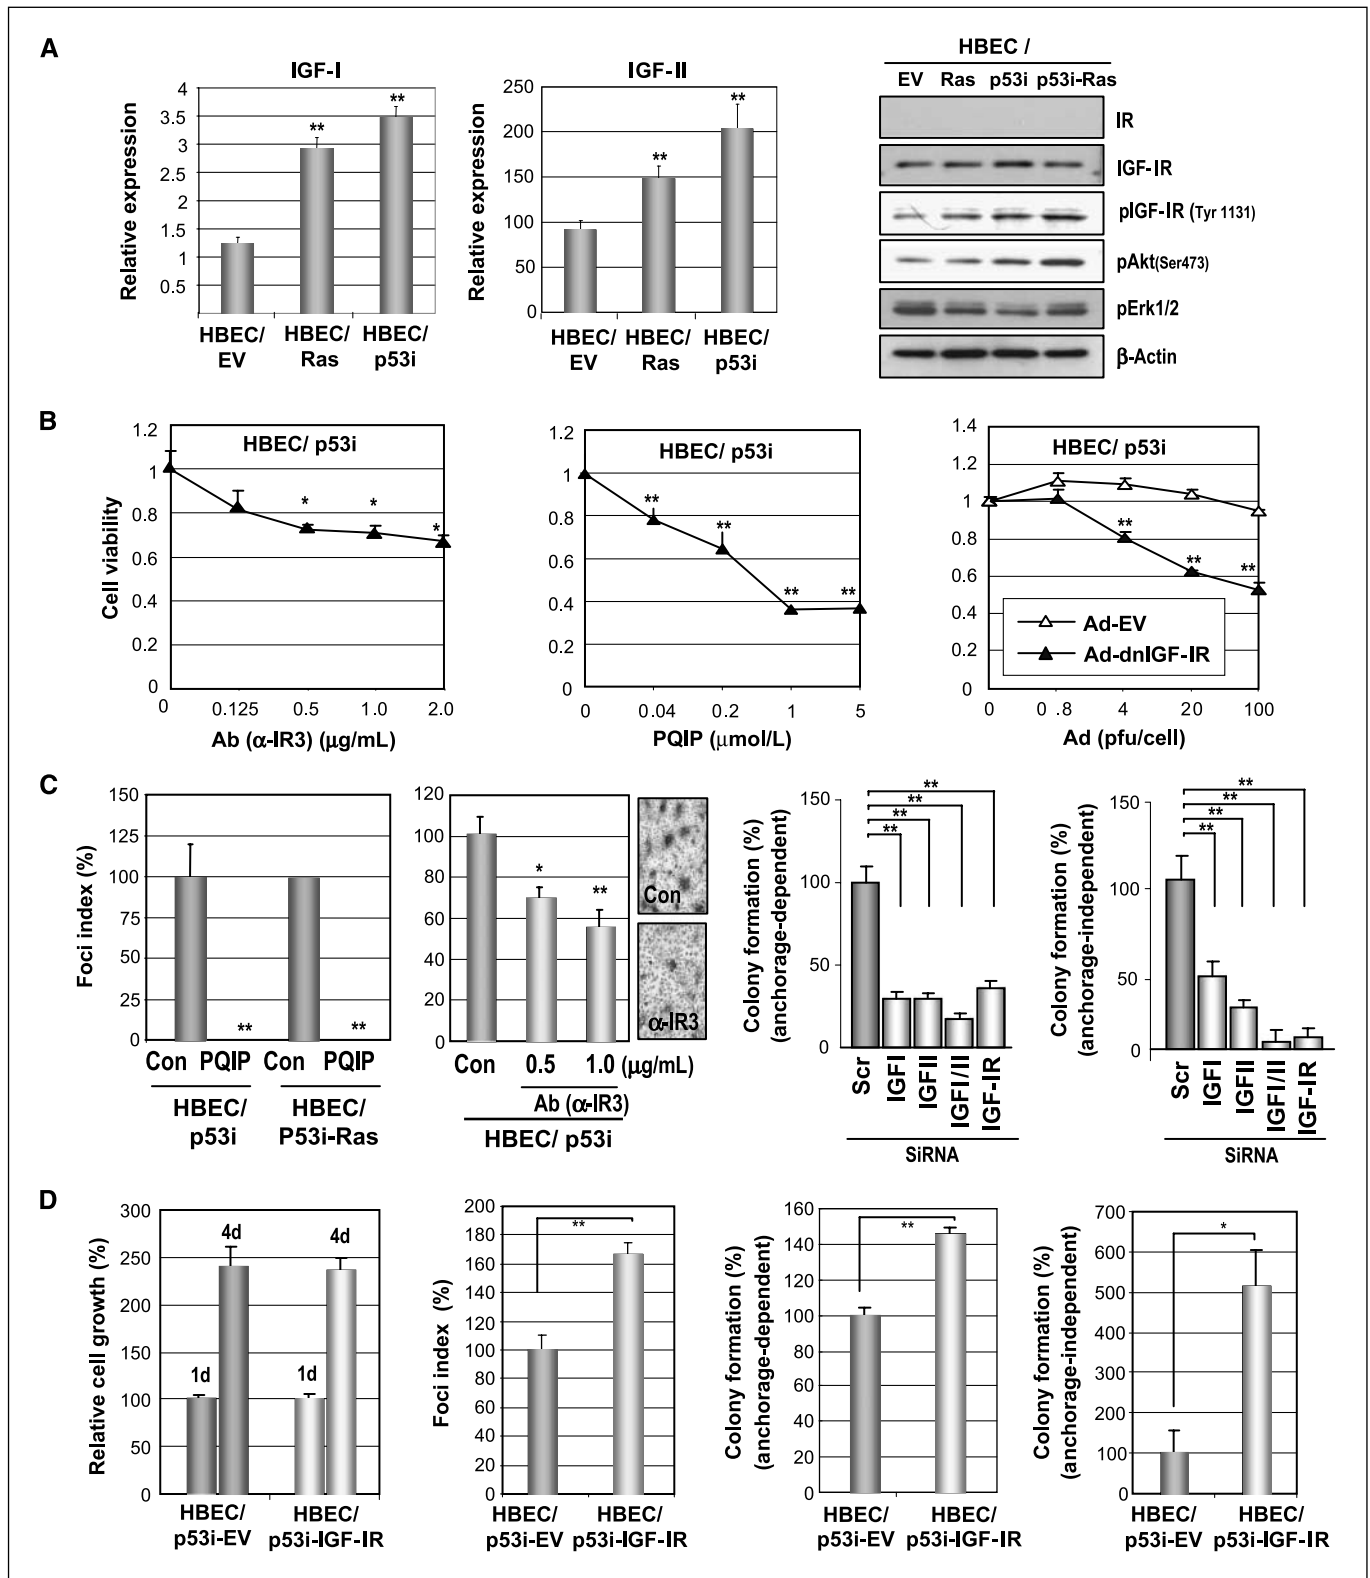 A
IGF-I
Relative expression
4
3.5
3
2.5
2
1.5
1
0.5
**
**
HBEC/ EV
HBEC/ Ras
HBEC/ p53i
IGF-II
Relative expression
250
200
150
100
50
0
**
**
HBEC/ EV
HBEC/ Ras
HBEC/ p53i
HBEC /
EV Ras p53i p53i-Ras
IR
IGF-IR
pIGF-IR (Tyr 1131)
pAkt(Ser473)
pErk1/2
β-Actin
B
HBEC/ p53i
Cell viability
1.2
1
0.8
0.6
0.4
0.2
0
* * *
0 0.125 0.5 1.0 2.0
Ab (α-IR3) (μg/mL)
HBEC/ p53i
1.2
1
0.8
0.6
0.4
0.2
0
** ** ** **
0 0.04 0.2 1 5
PQIP (μmol/L)
HBEC/ p53i
1.4
1.2
1
0.8
0.6
0.4
0.2
0
** ** **
Ad-EV
Ad-dnIGF-IR
0 0.8 4 20 100
Ad (pfu/cell)
C
Foci index (%)
150
125
100
75
50
25
0
** **
Con PQIP Con PQIP
HBEC/ p53i
HBEC/ P53i-Ras
120
100
80
60
40
20
0
* **
Con 0.5 1.0 (μg/mL)
Ab (α-IR3)
HBEC/ p53i
Con
α-IR3
Colony formation (%)
(anchorage-dependent)
150
100
50
0
**
**
**
**
Scr
IGFI
IGFII
IGFI/II
IGF-IR
SiRNA
Colony formation (%)
(anchorage-independent)
150
100
50
0
**
**
**
**
Scr
IGFI
IGFII
IGFI/II
IGF-IR
SiRNA
D
Relative cell growth (%)
300
250
200
150
100
50
0
1d 4d 1d 4d
HBEC/ p53i-EV
HBEC/ p53i-IGF-IR
Foci index (%)
200
180
160
140
120
100
80
60
40
20
0
**
HBEC/ p53i-EV
HBEC/ p53i-IGF-IR
Colony formation (%)
(anchorage-dependent)
160
140
120
100
80
60
40
20
0
**
HBEC/ p53i-EV
HBEC/ p53i-IGF-IR
Colony formation (%)
(anchorage-independent)
700
600
500
400
300
200
100
0
*
HBEC/ p53i-EV
HBEC/ p53i-IGF-IR